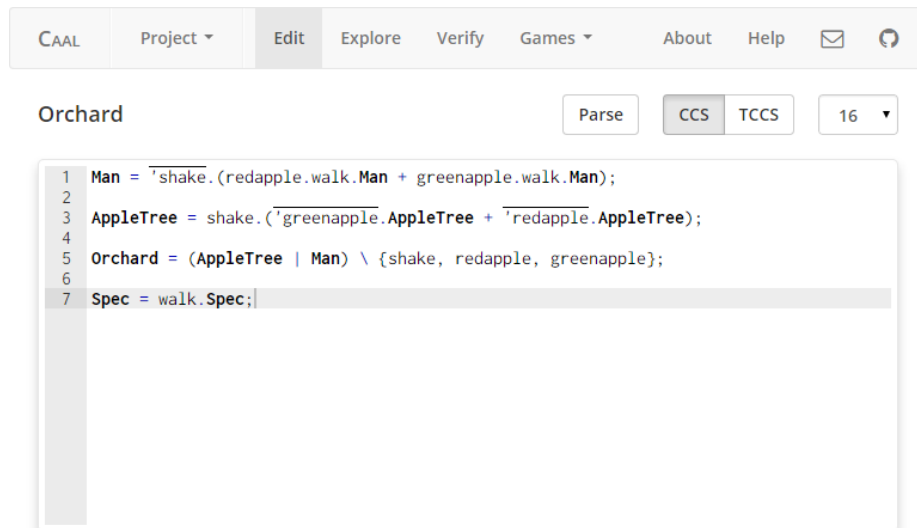 CAAL Project Edit Explore Verify Games About Help
Orchard Parse CCS TCCS 16
1 Man = 'shake.(redapple.walk.Man + greenapple.walk.Man);
2
3 AppleTree = shake.('greenapple.AppleTree + 'redapple.AppleTree);
4
5 Orchard = (AppleTree | Man) \ {shake, redapple, greenapple};
6
7 Spec = walk.Spec;